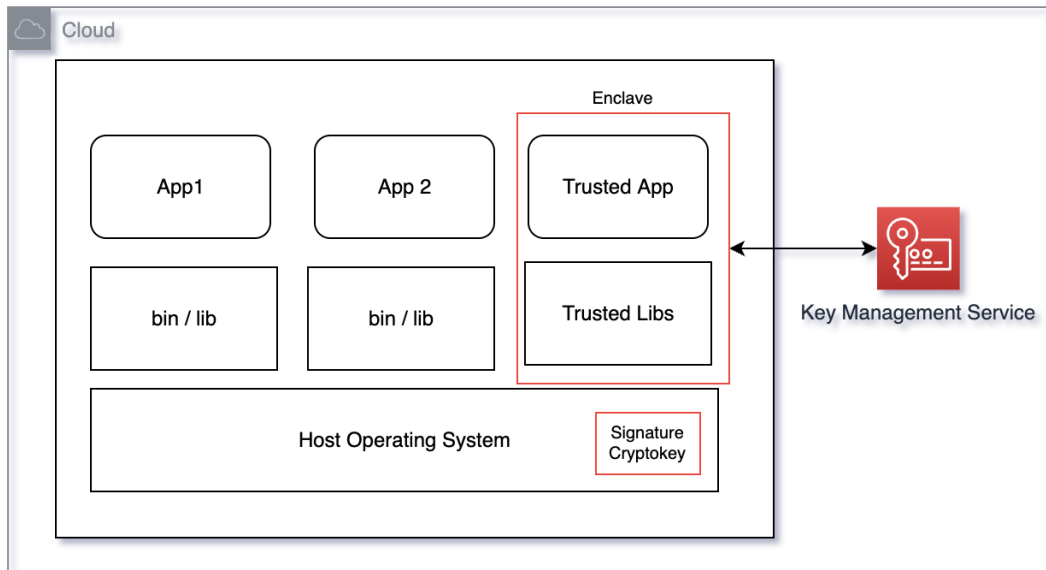 Cloud
Enclave
App1
App 2
Trusted App
bin / lib
bin / lib
Trusted Libs
Key Management Service
Host Operating System
Signature
Cryptokey